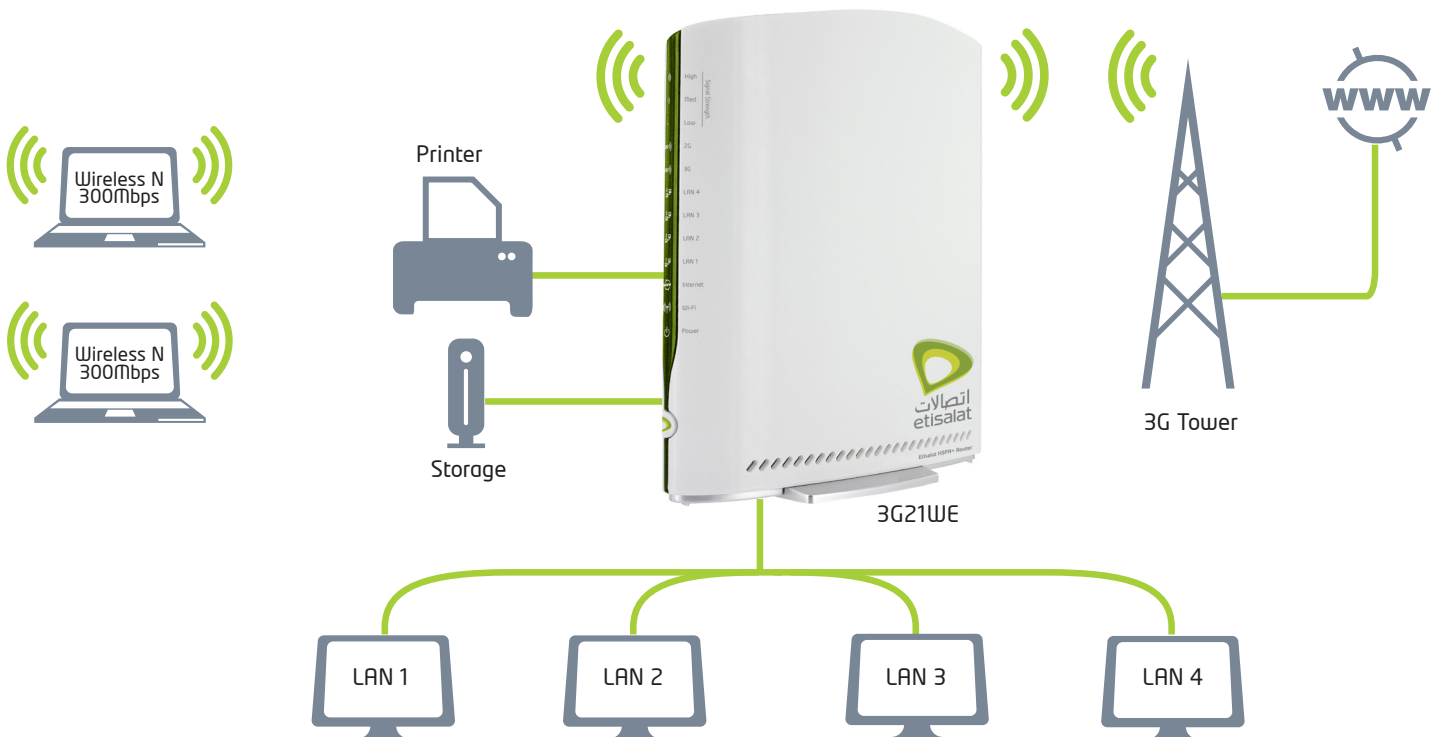 Wireless N
300Mbps
Wireless N
300Mbps
Printer
Storage
High
Med
Low
Signal Strength
2G
3G
LAN 4
LAN 3
LAN 2
LAN 1
Internet
Wi-Fi
Power
اتصالات
etisalat
Etisalat HSPA+ Router
3G21WE
WWW
3G Tower
LAN 1
LAN 2
LAN 3
LAN 4